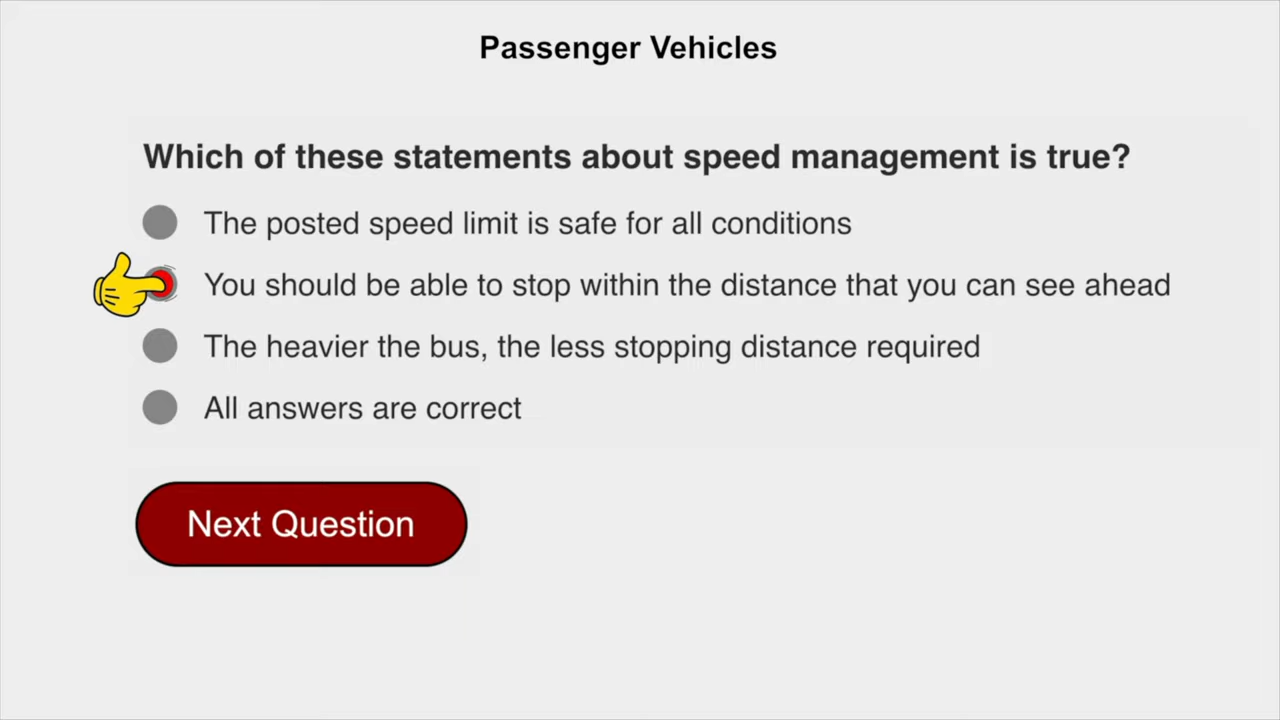 Passenger Vehicles
Which of these statements about speed management is true?
The posted speed limit is safe for all conditions
You should be able to stop within the distance that you can see ahead
The heavier the bus, the less stopping distance required
All answers are correct
Next Question